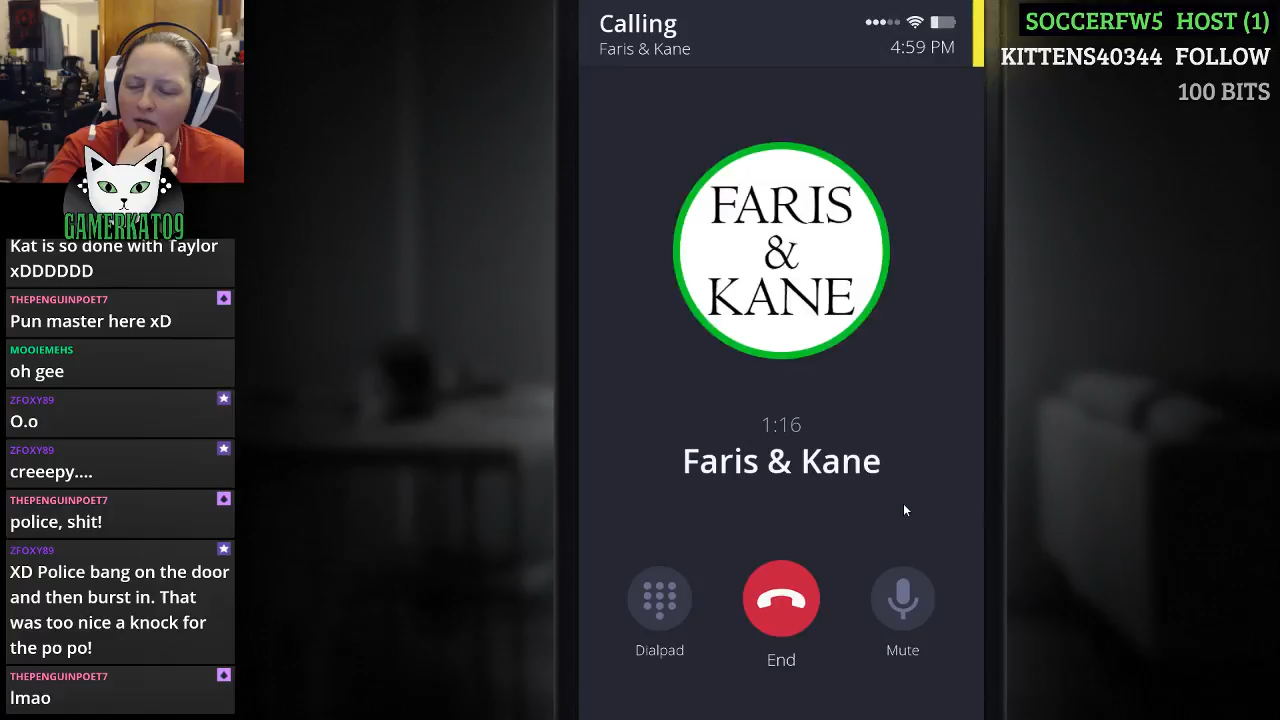 Calling
Faris & Kane
4:59 PM
SOCCERFW5 HOST (1)
KITTENS40344 FOLLOW
100 BITS
GAMERKAT09
Kat is so done with Taylor
xDDDDDD
THEPENGUINPOET7
Pun master here xD
MOOIEMEHS
oh gee
ZFOXY89
O.o
ZFOXY89
creeepy....
THEPENGUINPOET7
police, shit!
ZFOXY89
XD Police bang on the door
and then burst in. That
was too nice a knock for
the po po!
THEPENGUINPOET7
lmao
FARIS
&
KANE
1:16
Faris & Kane
Dialpad
End
Mute